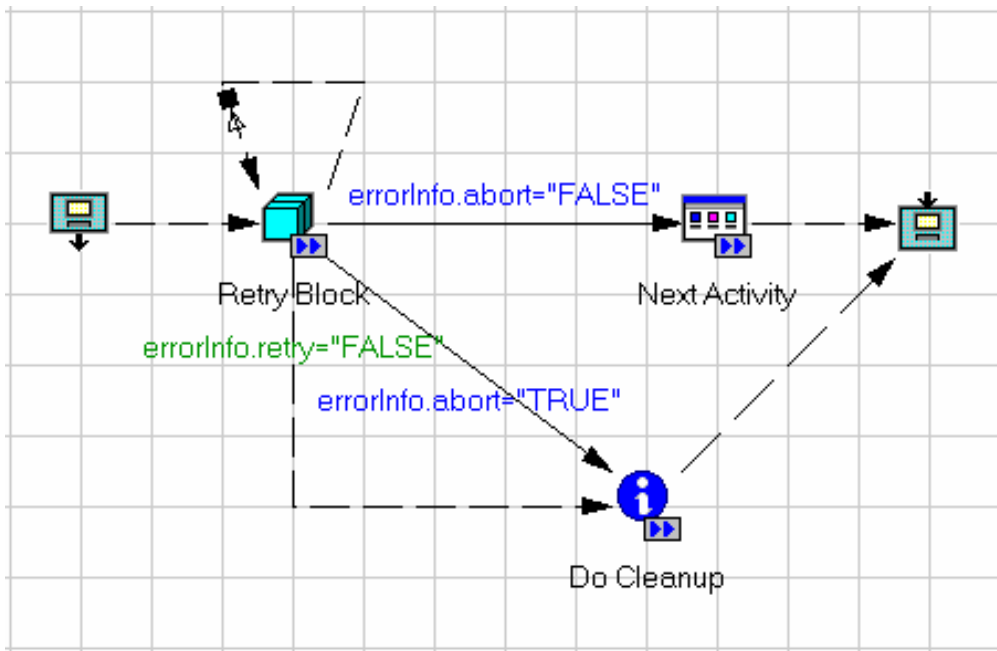 errorInfo.abort="FALSE"
Retry Block
Next Activity
errorInfo.retry="FALSE"
errorInfo.abort="TRUE"
Do Cleanup